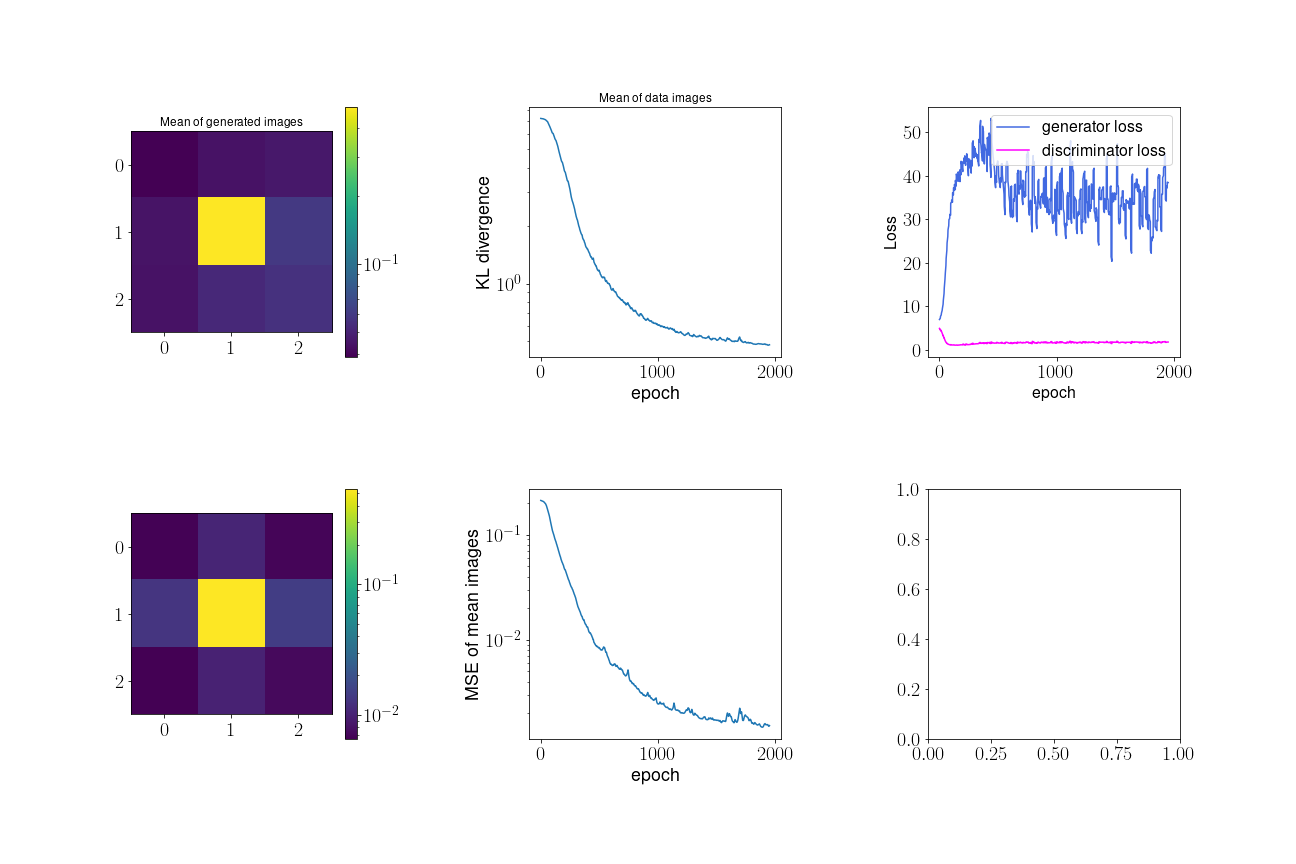 Mean of generated images
0
1
2
0 1 2
10⁻¹
Mean of data images
KL divergence
10⁰
0 1000 2000
epoch
generator loss
discriminator loss
Loss
50
40
30
20
10
0
0 1000 2000
epoch
0
1
2
0 1 2
10⁻¹
10⁻²
MSE of mean images
10⁻¹
10⁻²
0 1000 2000
epoch
1.0
0.8
0.6
0.4
0.2
0.0
0.00 0.25 0.50 0.75 1.00